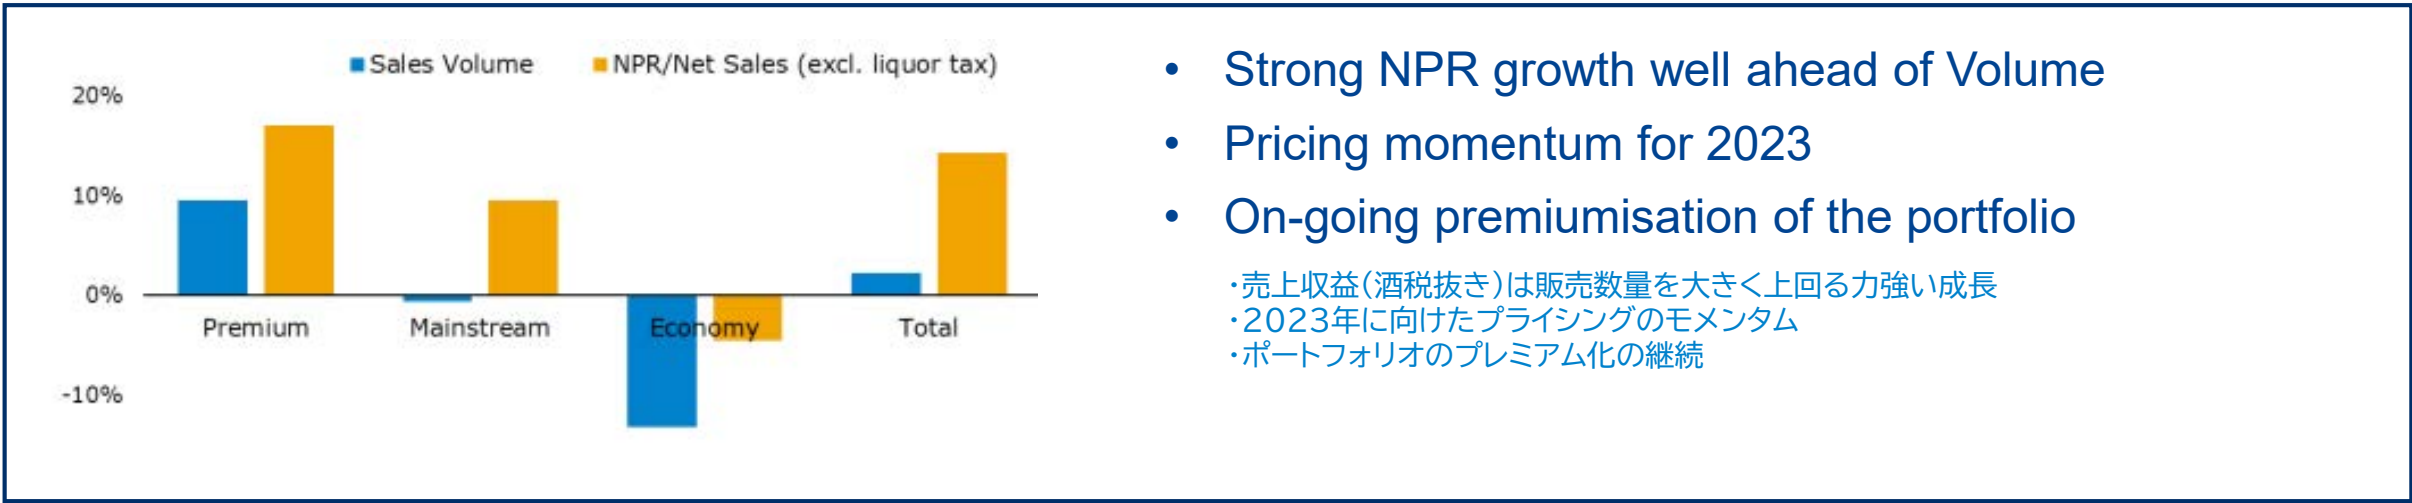 Sales Volume NPR/Net Sales (excl. liquor tax)
20%
10%
0%
-10%
Premium Mainstream Economy Total
• Strong NPR growth well ahead of Volume
• Pricing momentum for 2023
• On-going premiumisation of the portfolio
・売上収益（酒税抜き）は販売数量を大きく上回る力強い成長
・2023年に向けたプライシングのモメンタム
・ポートフォリオのプレミアム化の継続